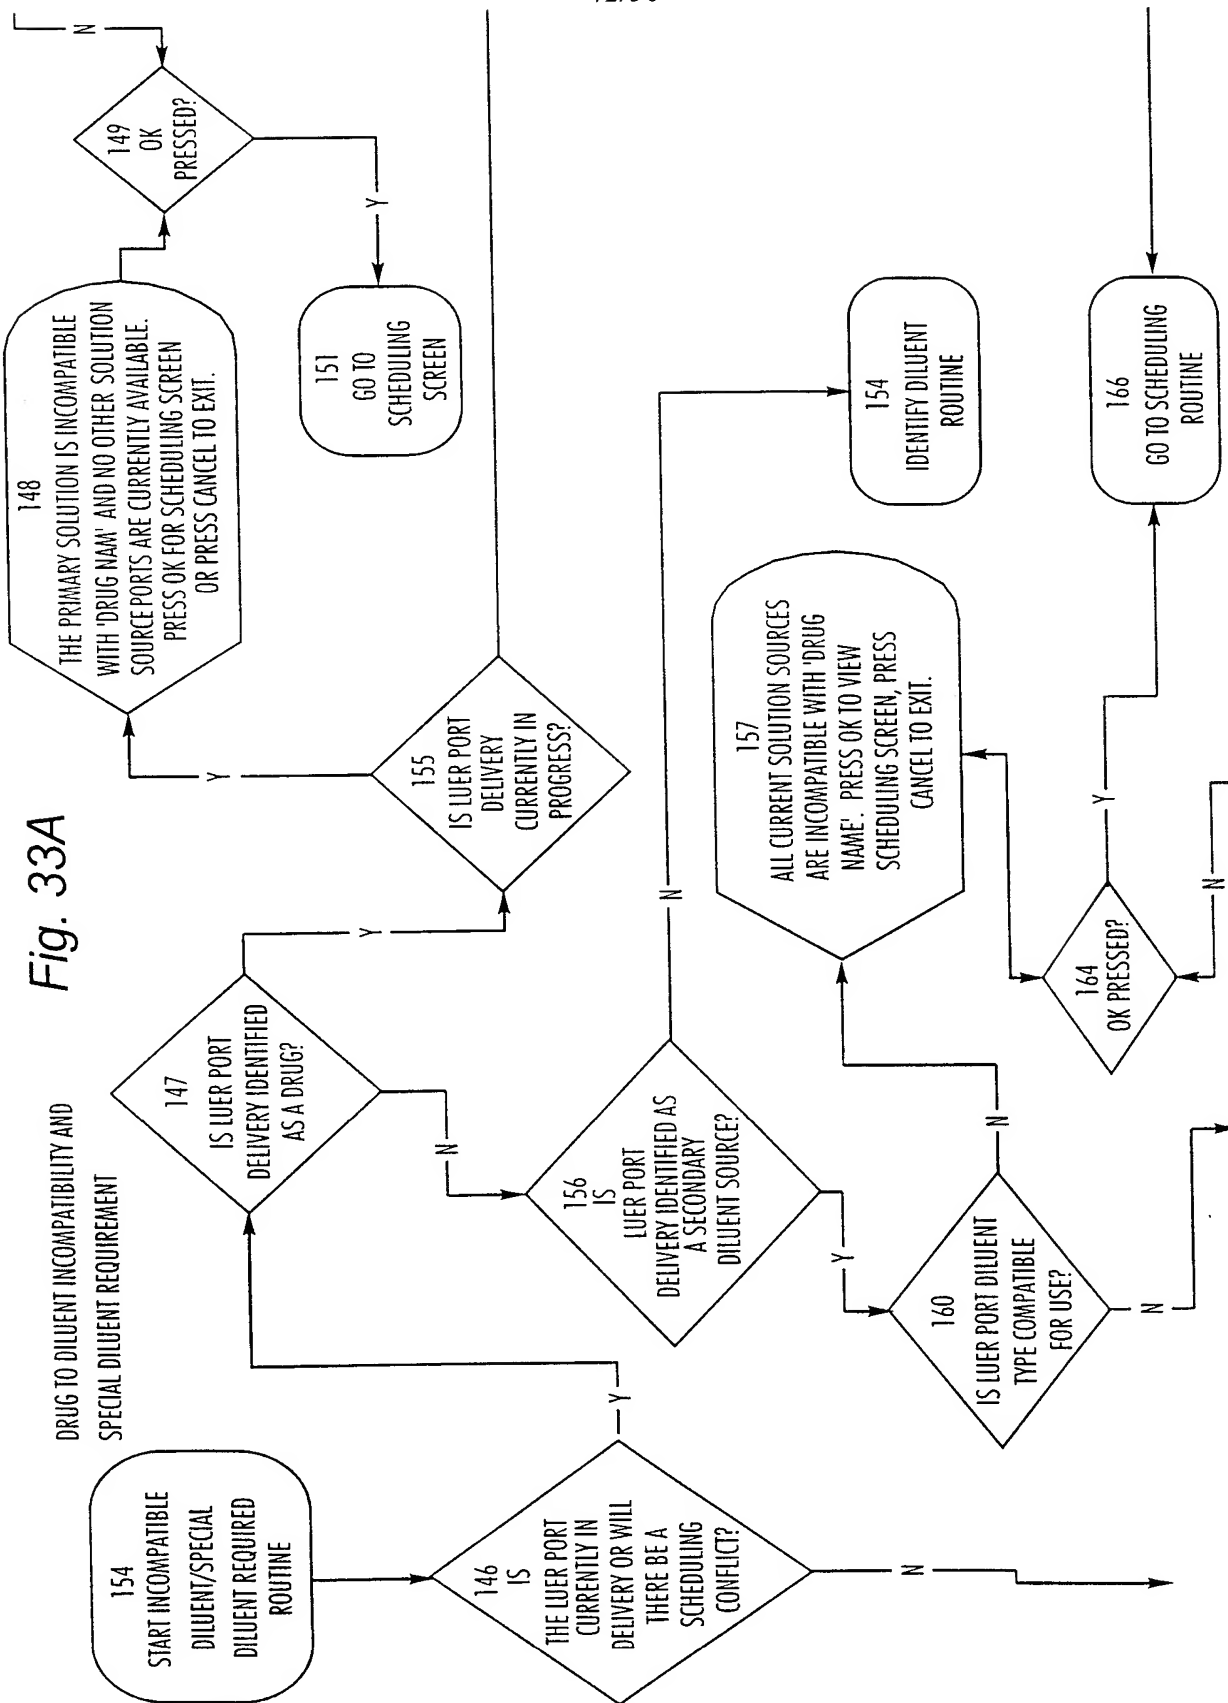 Fig. 33A
DRUG TO DILUENT INCOMPATIBILITY AND
SPECIAL DILUENT REQUIREMENT
154
START INCOMPATIBLE
DILUENT/SPECIAL
DILUENT REQUIRED
ROUTINE
146
IS
THE LUER PORT
CURRENTLY IN
DELIVERY OR WILL
THERE BE A
SCHEDULING
CONFLICT?
Y
N
147
IS LUER PORT
DELIVERY IDENTIFIED
AS A DRUG?
Y
N
155
IS LUER PORT
DELIVERY
CURRENTLY IN
PROGRESS?
Y
148
THE PRIMARY SOLUTION IS INCOMPATIBLE
WITH 'DRUG NAM' AND NO OTHER SOLUTION
SOURCE PORTS ARE CURRENTLY AVAILABLE.
PRESS OK FOR SCHEDULING SCREEN
OR PRESS CANCEL TO EXIT.
149
OK
PRESSED?
N
Y
151
GO TO
SCHEDULING
SCREEN
156
IS
LUER PORT
DELIVERY IDENTIFIED AS
A SECONDARY
DILUENT SOURCE?
N
Y
154
IDENTIFY DILUENT
ROUTINE
160
IS LUER PORT DILUENT
TYPE COMPATIBLE
FOR USE?
N
N
157
ALL CURRENT SOLUTION SOURCES
ARE INCOMPATIBLE WITH 'DRUG
NAME'. PRESS OK TO VIEW
SCHEDULING SCREEN, PRESS
CANCEL TO EXIT.
164
OK PRESSED?
Y
N
166
GO TO SCHEDULING
ROUTINE